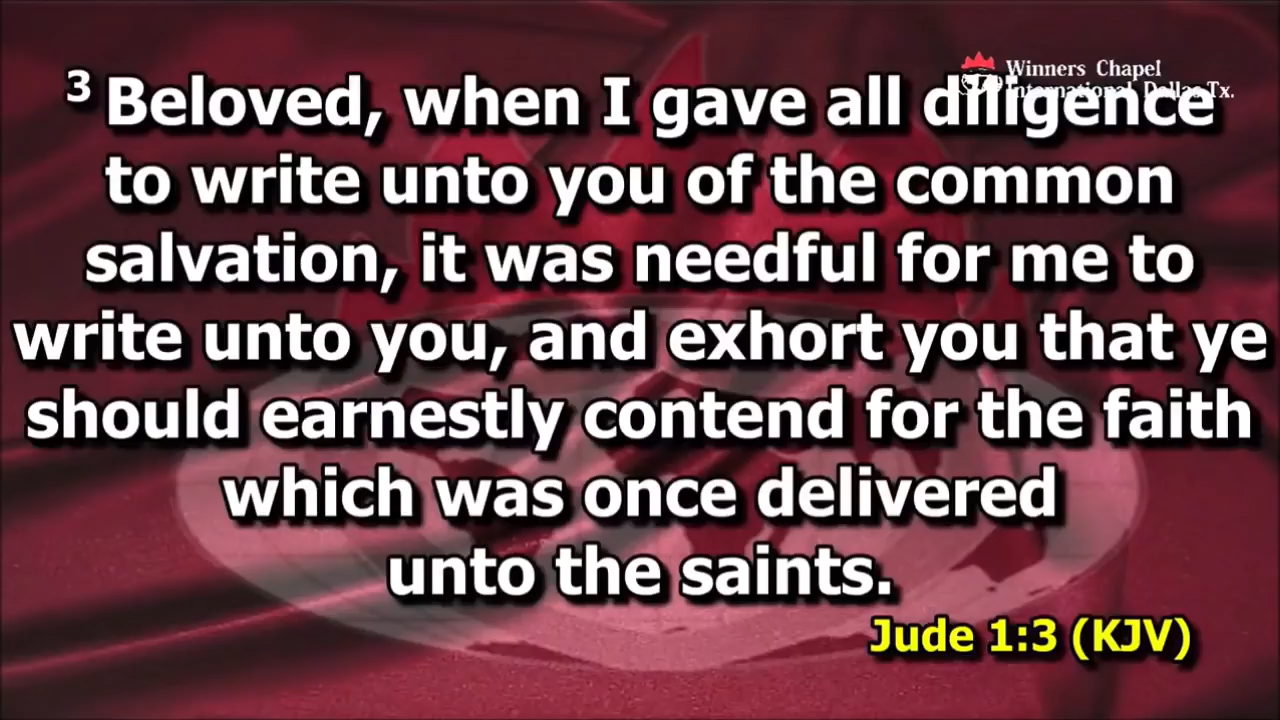 Winners Chapel
International Dallas Tx.
3 Beloved, when I gave all diligence
to write unto you of the common
salvation, it was needful for me to
write unto you, and exhort you that ye
should earnestly contend for the faith
which was once delivered
unto the saints.
Jude 1:3 (KJV)